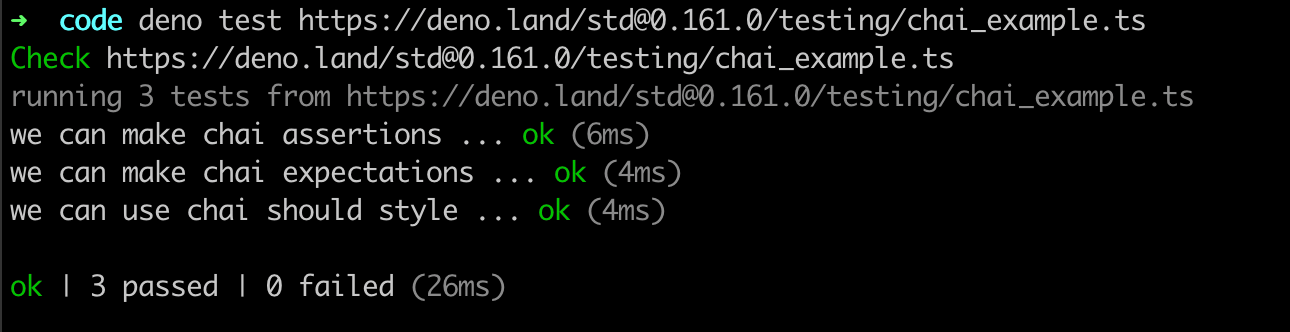 ➜  code deno test https://deno.land/std@0.161.0/testing/chai_example.ts
Check https://deno.land/std@0.161.0/testing/chai_example.ts
running 3 tests from https://deno.land/std@0.161.0/testing/chai_example.ts
we can make chai assertions ... ok (6ms)
we can make chai expectations ... ok (4ms)
we can use chai should style ... ok (4ms)
ok | 3 passed | 0 failed (26ms)